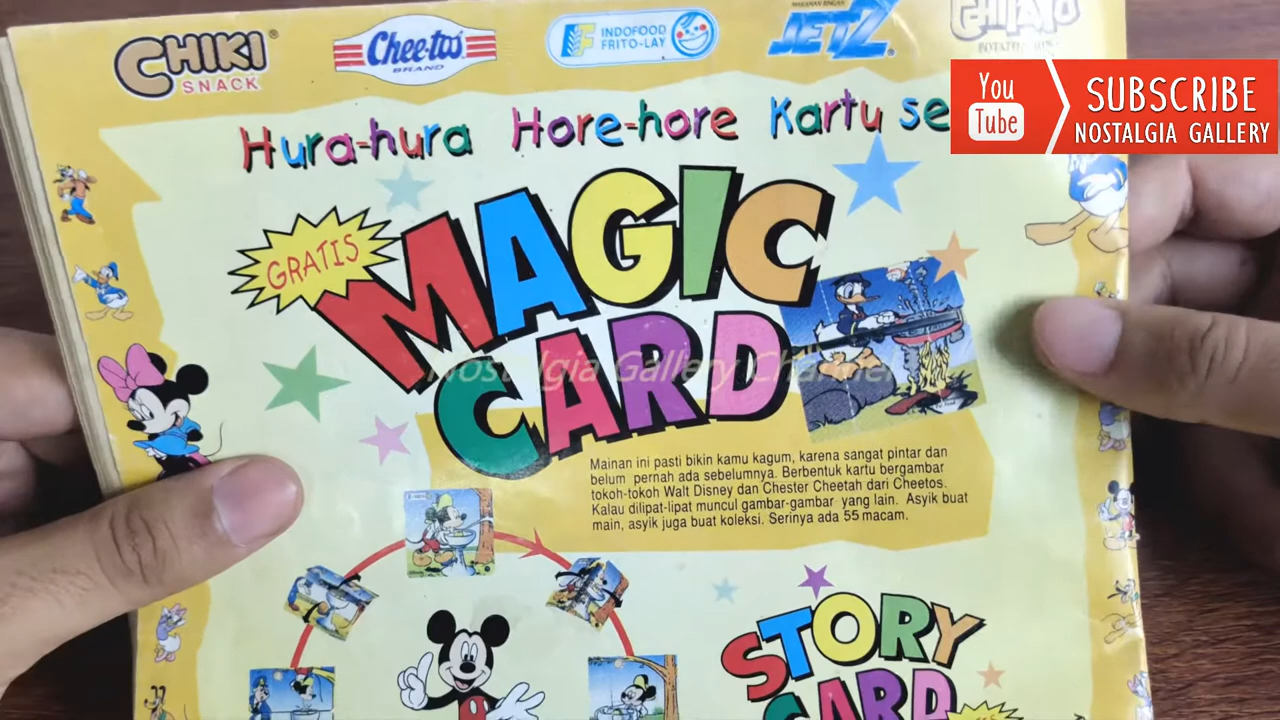 CHIKI®
SNACK
Chee-tos
BRAND
INDOFOOD
FRITO-LAY
JETZ
CHITATO
You
Tube
SUBSCRIBE
NOSTALGIA GALLERY
Hura-hura Hore-hore Kartu se
GRATIS
MAGIC
CARD
Nostalgia Gallery Channel
Mainan ini pasti bikin kamu kagum, karena sangat pintar dan
belum pernah ada sebelumnya. Berbentuk kartu bergambar
tokoh-tokoh Walt Disney dan Chester Cheetah dari Cheetos.
Kalau dilipat-lipat muncul gambar-gambar yang lain. Asyik buat
main, asyik juga buat koleksi. Serinya ada 55 macam.
STORY
CARD